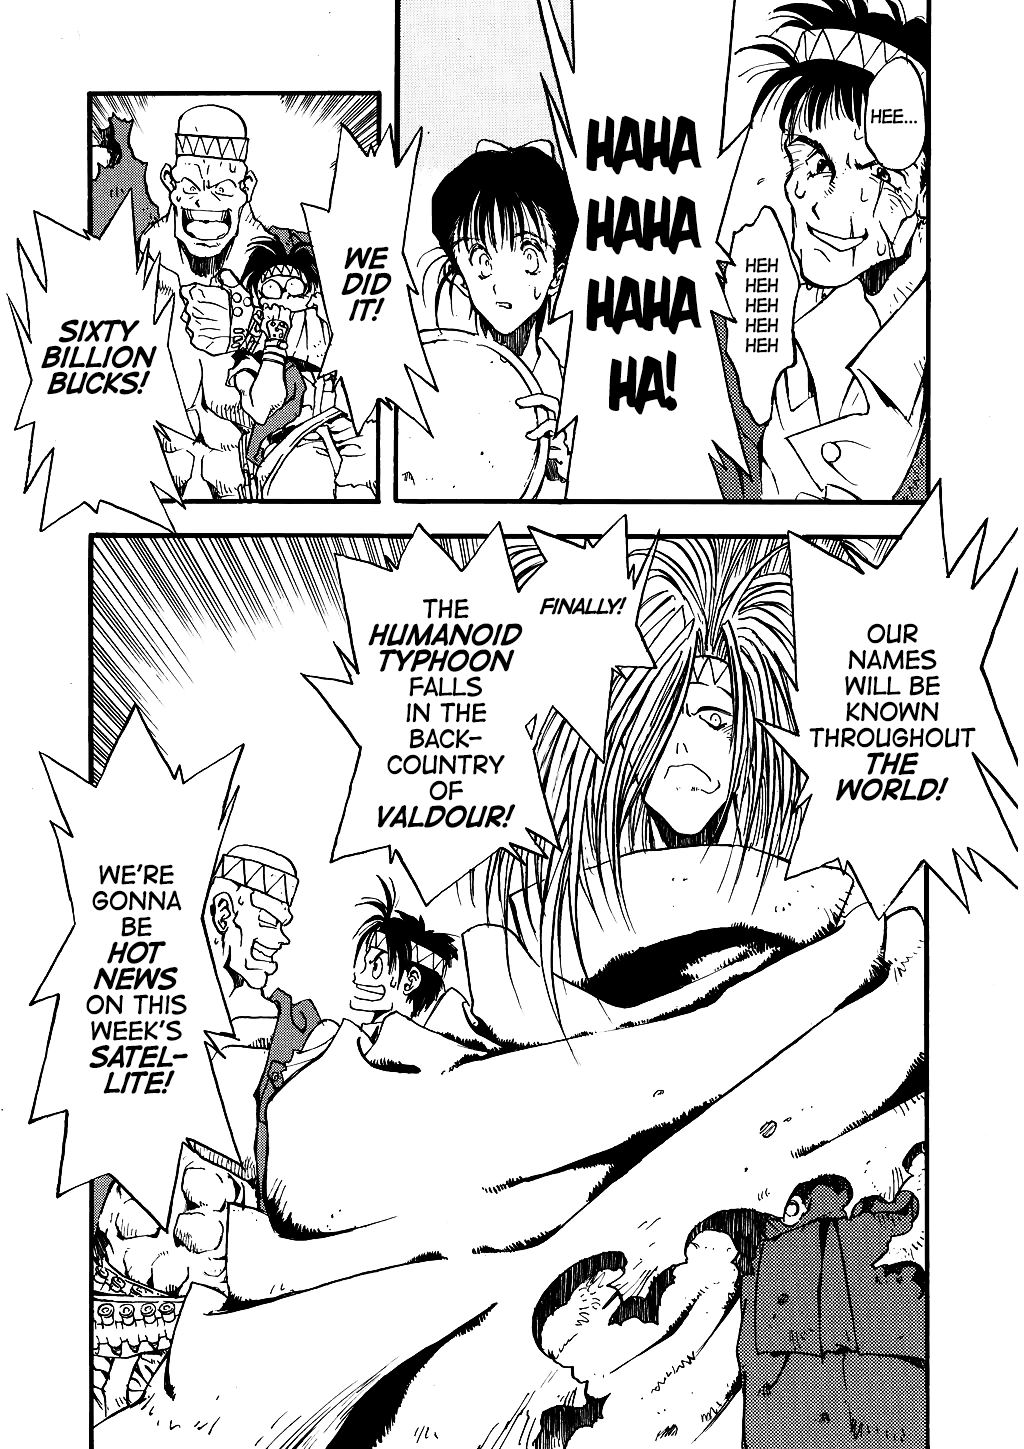 HEE...
HEH
HEH
HEH
HEH
HEH
HAHA
HAHA
HAHA
HA!
WE
DID
IT!
SIXTY
BILLION
BUCKS!
OUR
NAMES
WILL BE
KNOWN
THROUGHOUT
THE
WORLD!
FINALLY!
THE
HUMANOID
TYPHOON
FALLS
IN THE
BACK-
COUNTRY
OF
VALDOUR!
WE'RE
GONNA
BE
HOT
NEWS
ON THIS
WEEK'S
SATEL-
LITE!